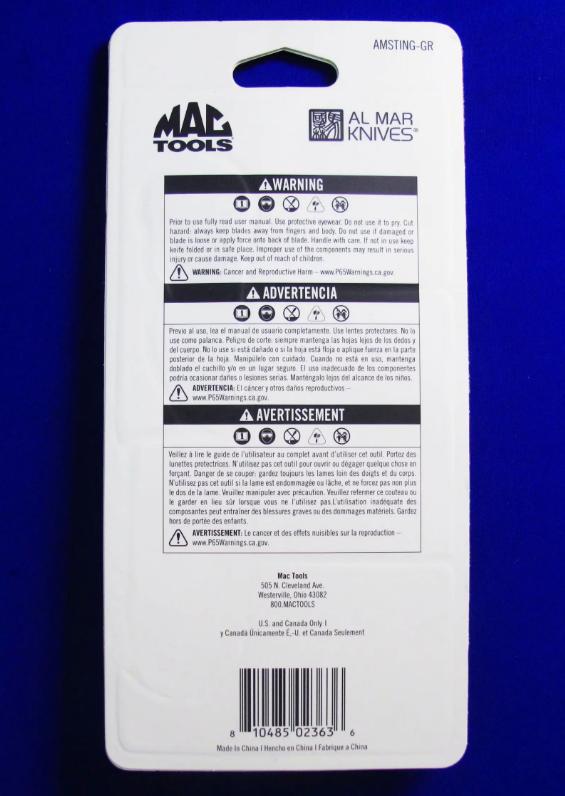 AMSTING-GR
MAC
TOOLS
AL MAR
KNIVES®
WARNING
Prior to use fully read user manual. Use protective eyewear. Do not use it to pry. Cut
hazard: always keep blades away from fingers and body. Do not use if damaged or
blade is loose or apply force onto back of blade. Handle with care. If not in use keep
knife folded or in safe place. Improper use of the components may result in serious
injury or cause damage. Keep out of reach of children.
WARNING: Cancer and Reproductive Harm – www.P65Warnings.ca.gov
ADVERTENCIA
Previo al uso, lea el manual de usuario completamente. Use lentes protectores. No lo
use como palanca. Peligro de corte: siempre mantenga las hojas lejos de los dedos y
del cuerpo. No lo use si está dañado o si la hoja está floja o aplique fuerza en la parte
posterior de la hoja. Manipúlelo con cuidado. Cuando no está en uso, mantenga
doblado el cuchillo y/o en un lugar seguro. El uso inadecuado de los componentes
podría ocasionar daños o lesiones serias. Manténgalo lejos del alcance de los niños.
ADVERTENCIA: El cáncer y otros daños reproductivos –
www.P65Warnings.ca.gov.
AVERTISSEMENT
Veillez à lire le guide de l'utilisateur au complet avant d'utiliser cet outil. Portez des
lunettes protectrices. N'utilisez pas cet outil pour ouvrir ou dégager quelque chose en
forçant. Danger de se couper: gardez toujours les lames loin des doigts et du corps.
N'utilisez pas cet outil si la lame est endommagée ou lâche, et ne forcez pas non plus
le dos de la lame. Veuillez manipuler avec précaution. Veuillez refermer ce couteau ou
le garder en lieu sûr lorsque vous ne l'utilisez pas.L'utilisation inadéquate des
composantes peut entraîner des blessures graves ou des dommages matériels. Gardez
hors de portée des enfants.
AVERTISSEMENT: Le cancer et des effets nuisibles sur la reproduction –
www.P65Warnings.ca.gov.
Mac Tools
505 N. Cleveland Ave.
Westerville, Ohio 43082
800.MACTOOLS
U.S. and Canada Only I
y Canadá Únicamente É.-U. et Canada Seulement
8 10485 02363 6
Made in China I Hencho en China I Fabriqué a China